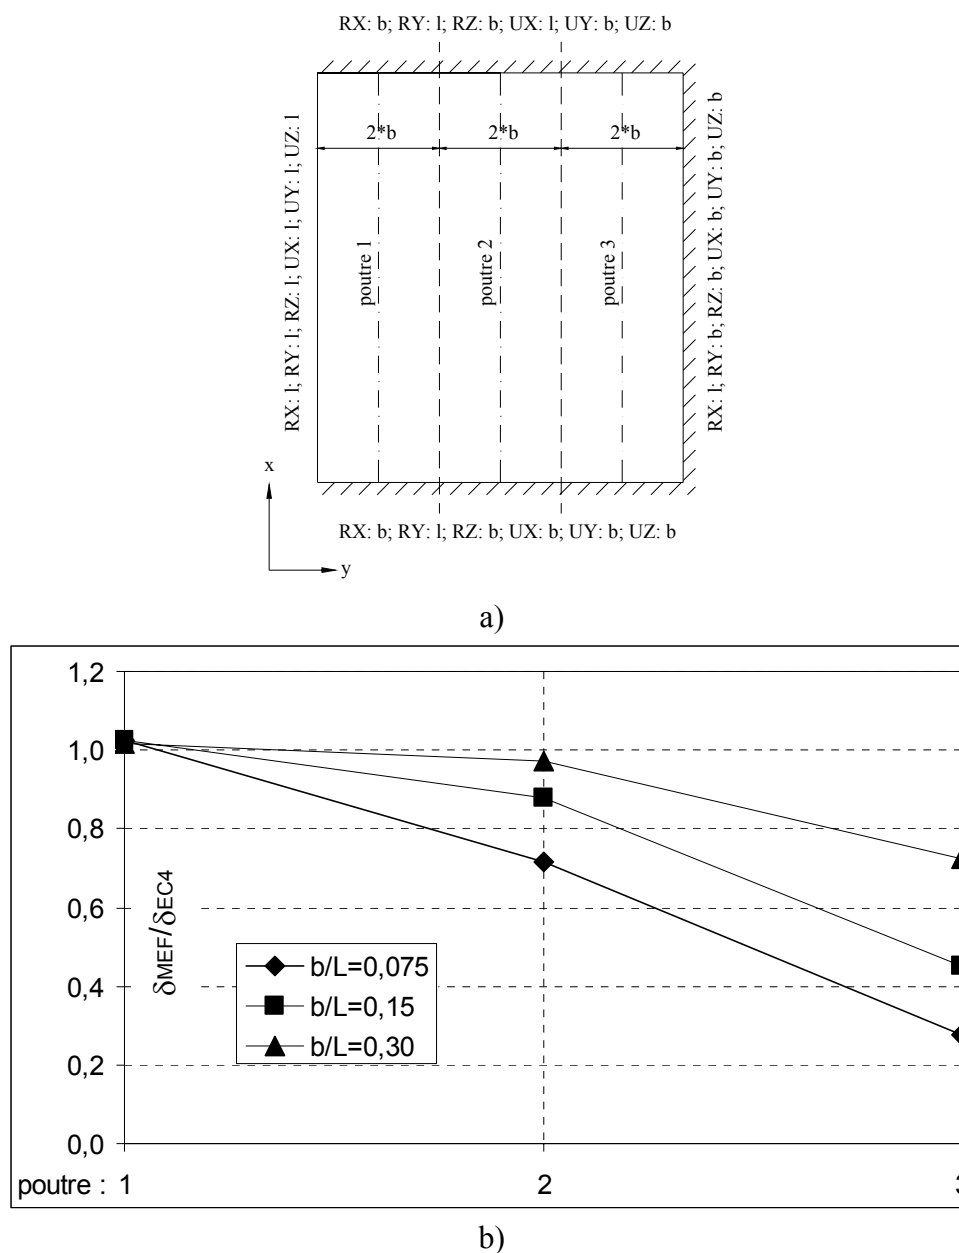 RX: b; RY: l; RZ: b; UX: l; UY: b; UZ: b
2*b
2*b
2*b
RX: l; RY: l; RZ: l; UX: l; UY: l; UZ: l
poutre 1
poutre 2
poutre 3
RX: l; RY: b; RZ: b; UX: b; UY: b; UZ: b
x
y
RX: b; RY: l; RZ: b; UX: b; UY: b; UZ: b
a)
1,2
1,0
0,8
0,6
0,4
0,2
0,0
δMEF/δEC4
b/L=0,075
b/L=0,15
b/L=0,30
poutre : 1 2 3
b)